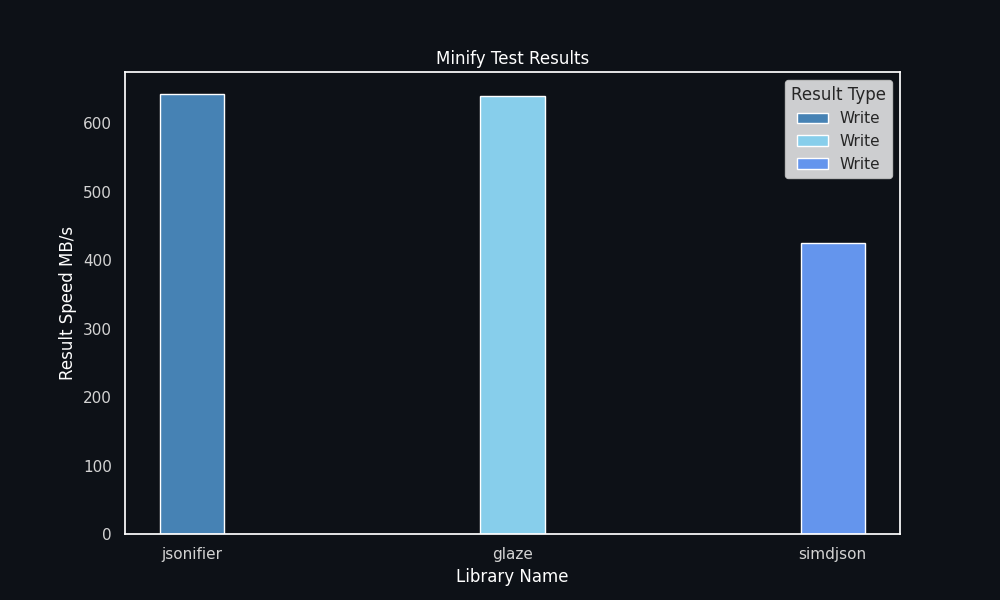 Minify Test Results
Result Type
Write
Write
Write
Result Speed MB/s
600
500
400
300
200
100
0
jsonifier
glaze
simdjson
Library Name